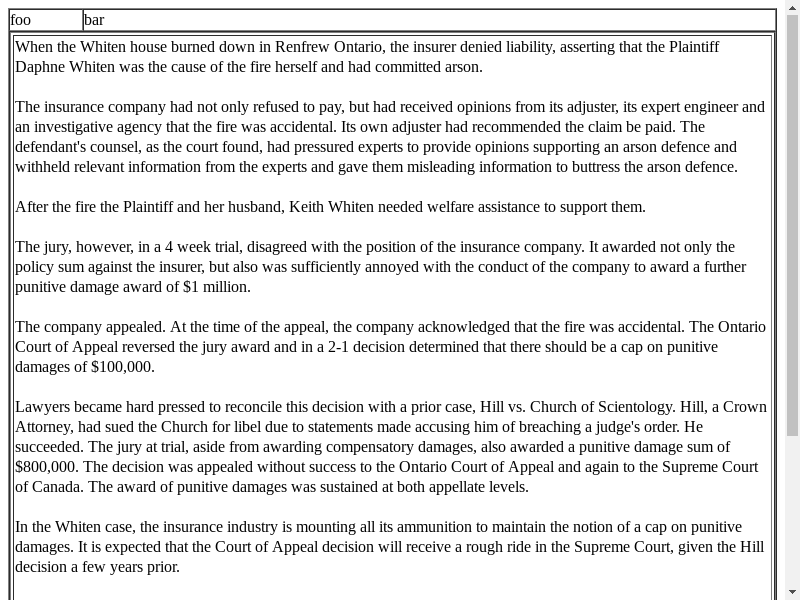 foo bar
When the Whiten house burned down in Renfrew Ontario, the insurer denied liability, asserting that the Plaintiff
Daphne Whiten was the cause of the fire herself and had committed arson.
The insurance company had not only refused to pay, but had received opinions from its adjuster, its expert engineer and
an investigative agency that the fire was accidental. Its own adjuster had recommended the claim be paid. The
defendant's counsel, as the court found, had pressured experts to provide opinions supporting an arson defence and
withheld relevant information from the experts and gave them misleading information to buttress the arson defence.
After the fire the Plaintiff and her husband, Keith Whiten needed welfare assistance to support them.
The jury, however, in a 4 week trial, disagreed with the position of the insurance company. It awarded not only the
policy sum against the insurer, but also was sufficiently annoyed with the conduct of the company to award a further
punitive damage award of $1 million.
The company appealed. At the time of the appeal, the company acknowledged that the fire was accidental. The Ontario
Court of Appeal reversed the jury award and in a 2-1 decision determined that there should be a cap on punitive
damages of $100,000.
Lawyers became hard pressed to reconcile this decision with a prior case, Hill vs. Church of Scientology. Hill, a Crown
Attorney, had sued the Church for libel due to statements made accusing him of breaching a judge's order. He
succeeded. The jury at trial, aside from awarding compensatory damages, also awarded a punitive damage sum of
$800,000. The decision was appealed without success to the Ontario Court of Appeal and again to the Supreme Court
of Canada. The award of punitive damages was sustained at both appellate levels.
In the Whiten case, the insurance industry is mounting all its ammunition to maintain the notion of a cap on punitive
damages. It is expected that the Court of Appeal decision will receive a rough ride in the Supreme Court, given the Hill
decision a few years prior.